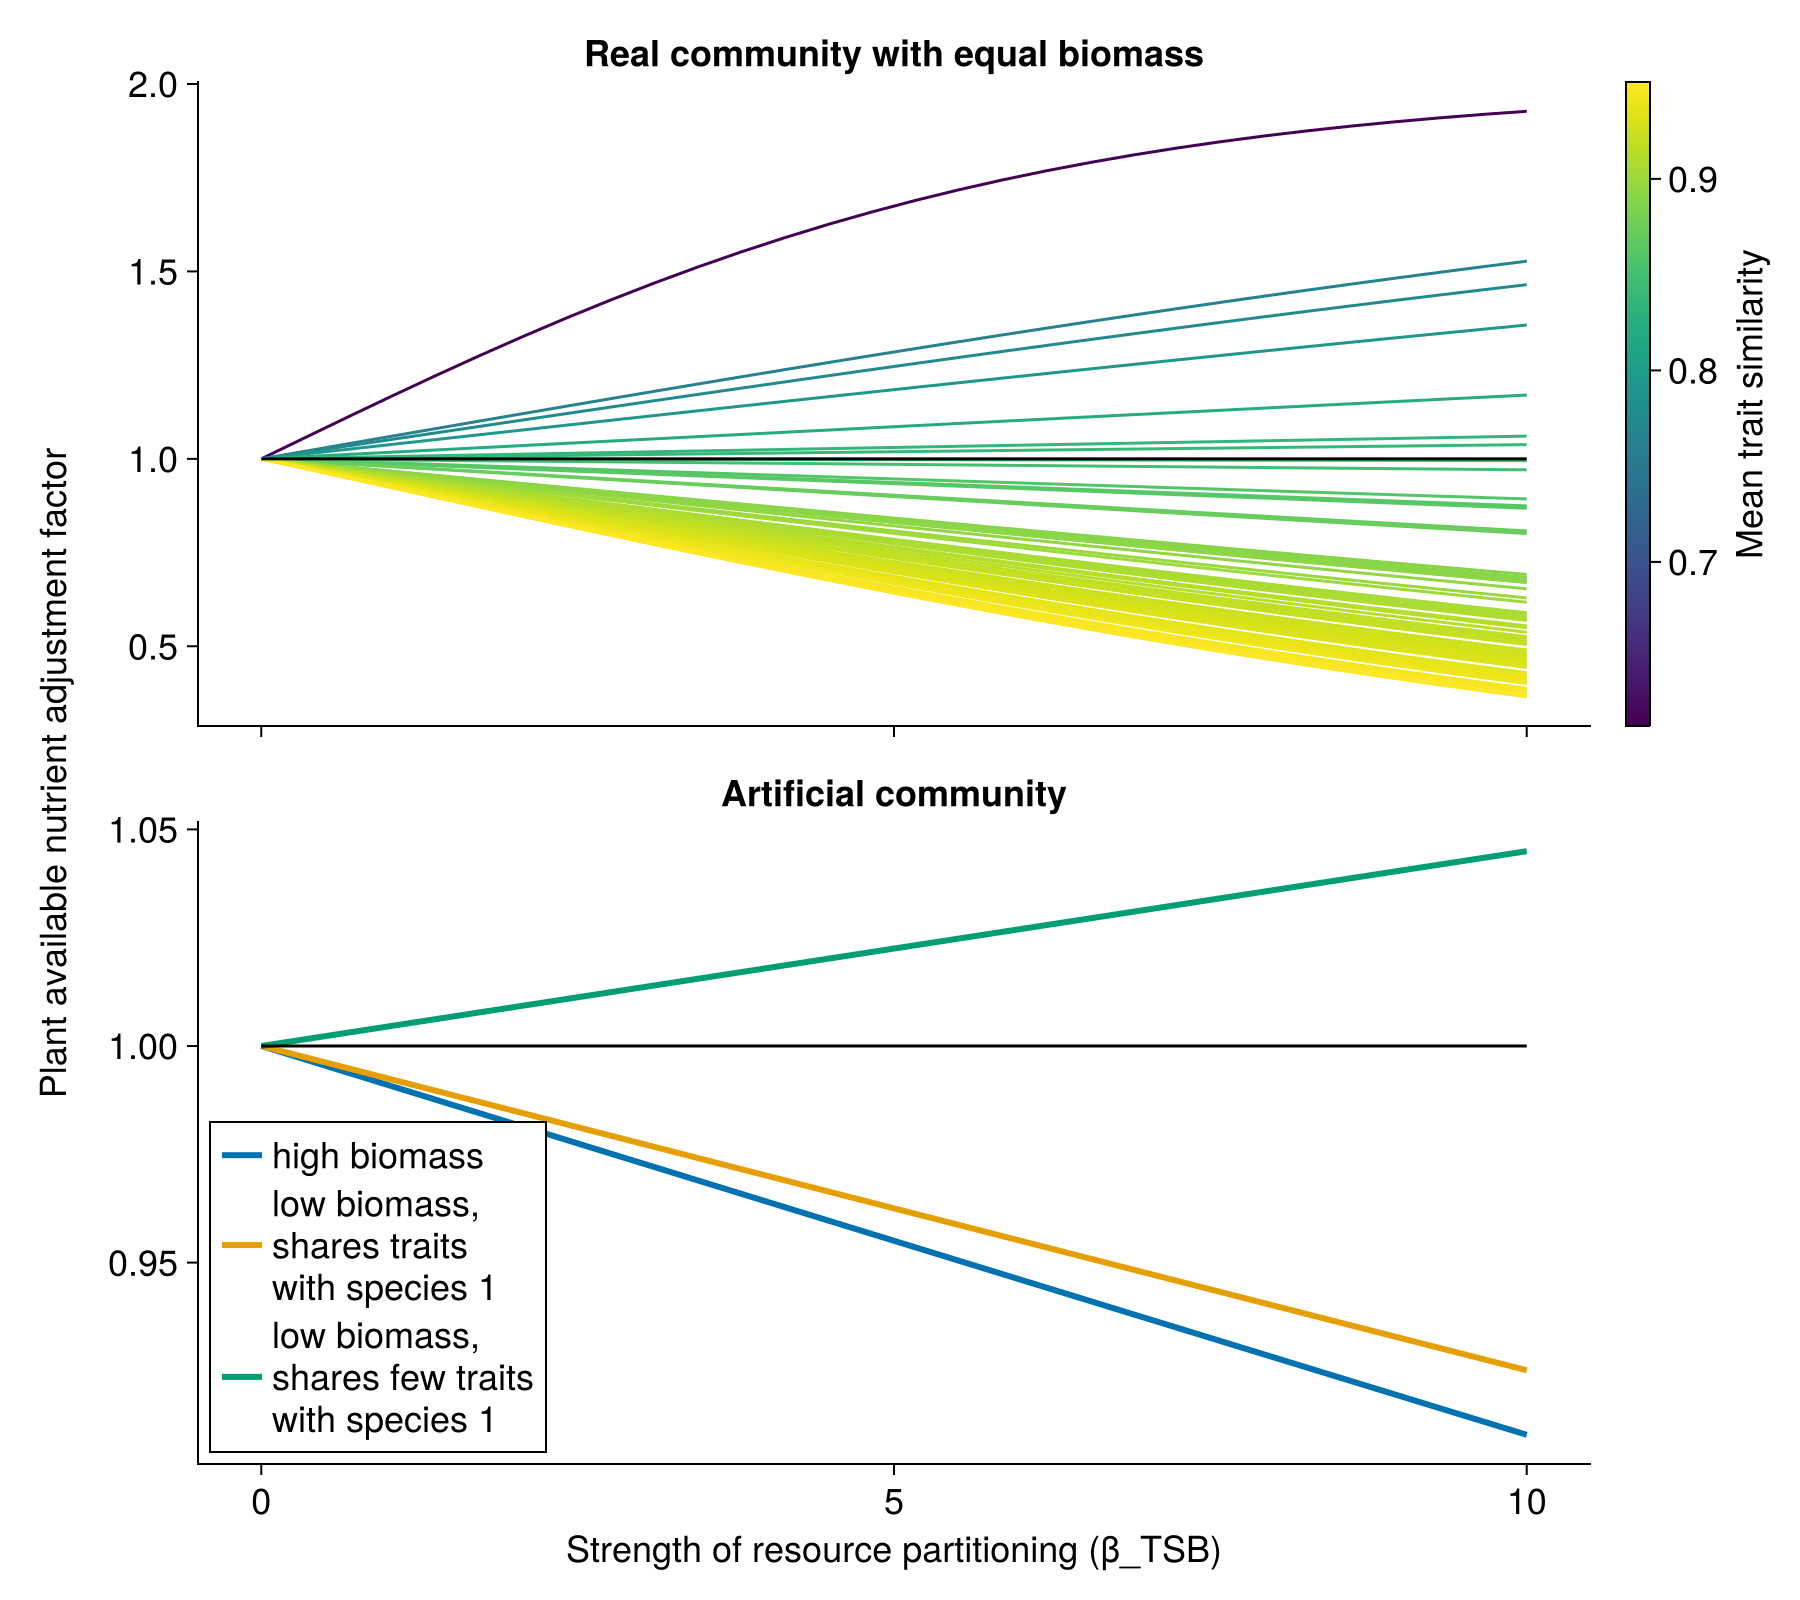 Real community with equal biomass
2.0
1.5
1.0
0.5
0.9
0.8
0.7
Mean trait similarity
Plant available nutrient adjustment factor
Artificial community
1.05
1.00
0.95
high biomass
low biomass,
shares traits
with species 1
low biomass,
shares few traits
with species 1
0
5
10
Strength of resource partitioning (β_TSB)